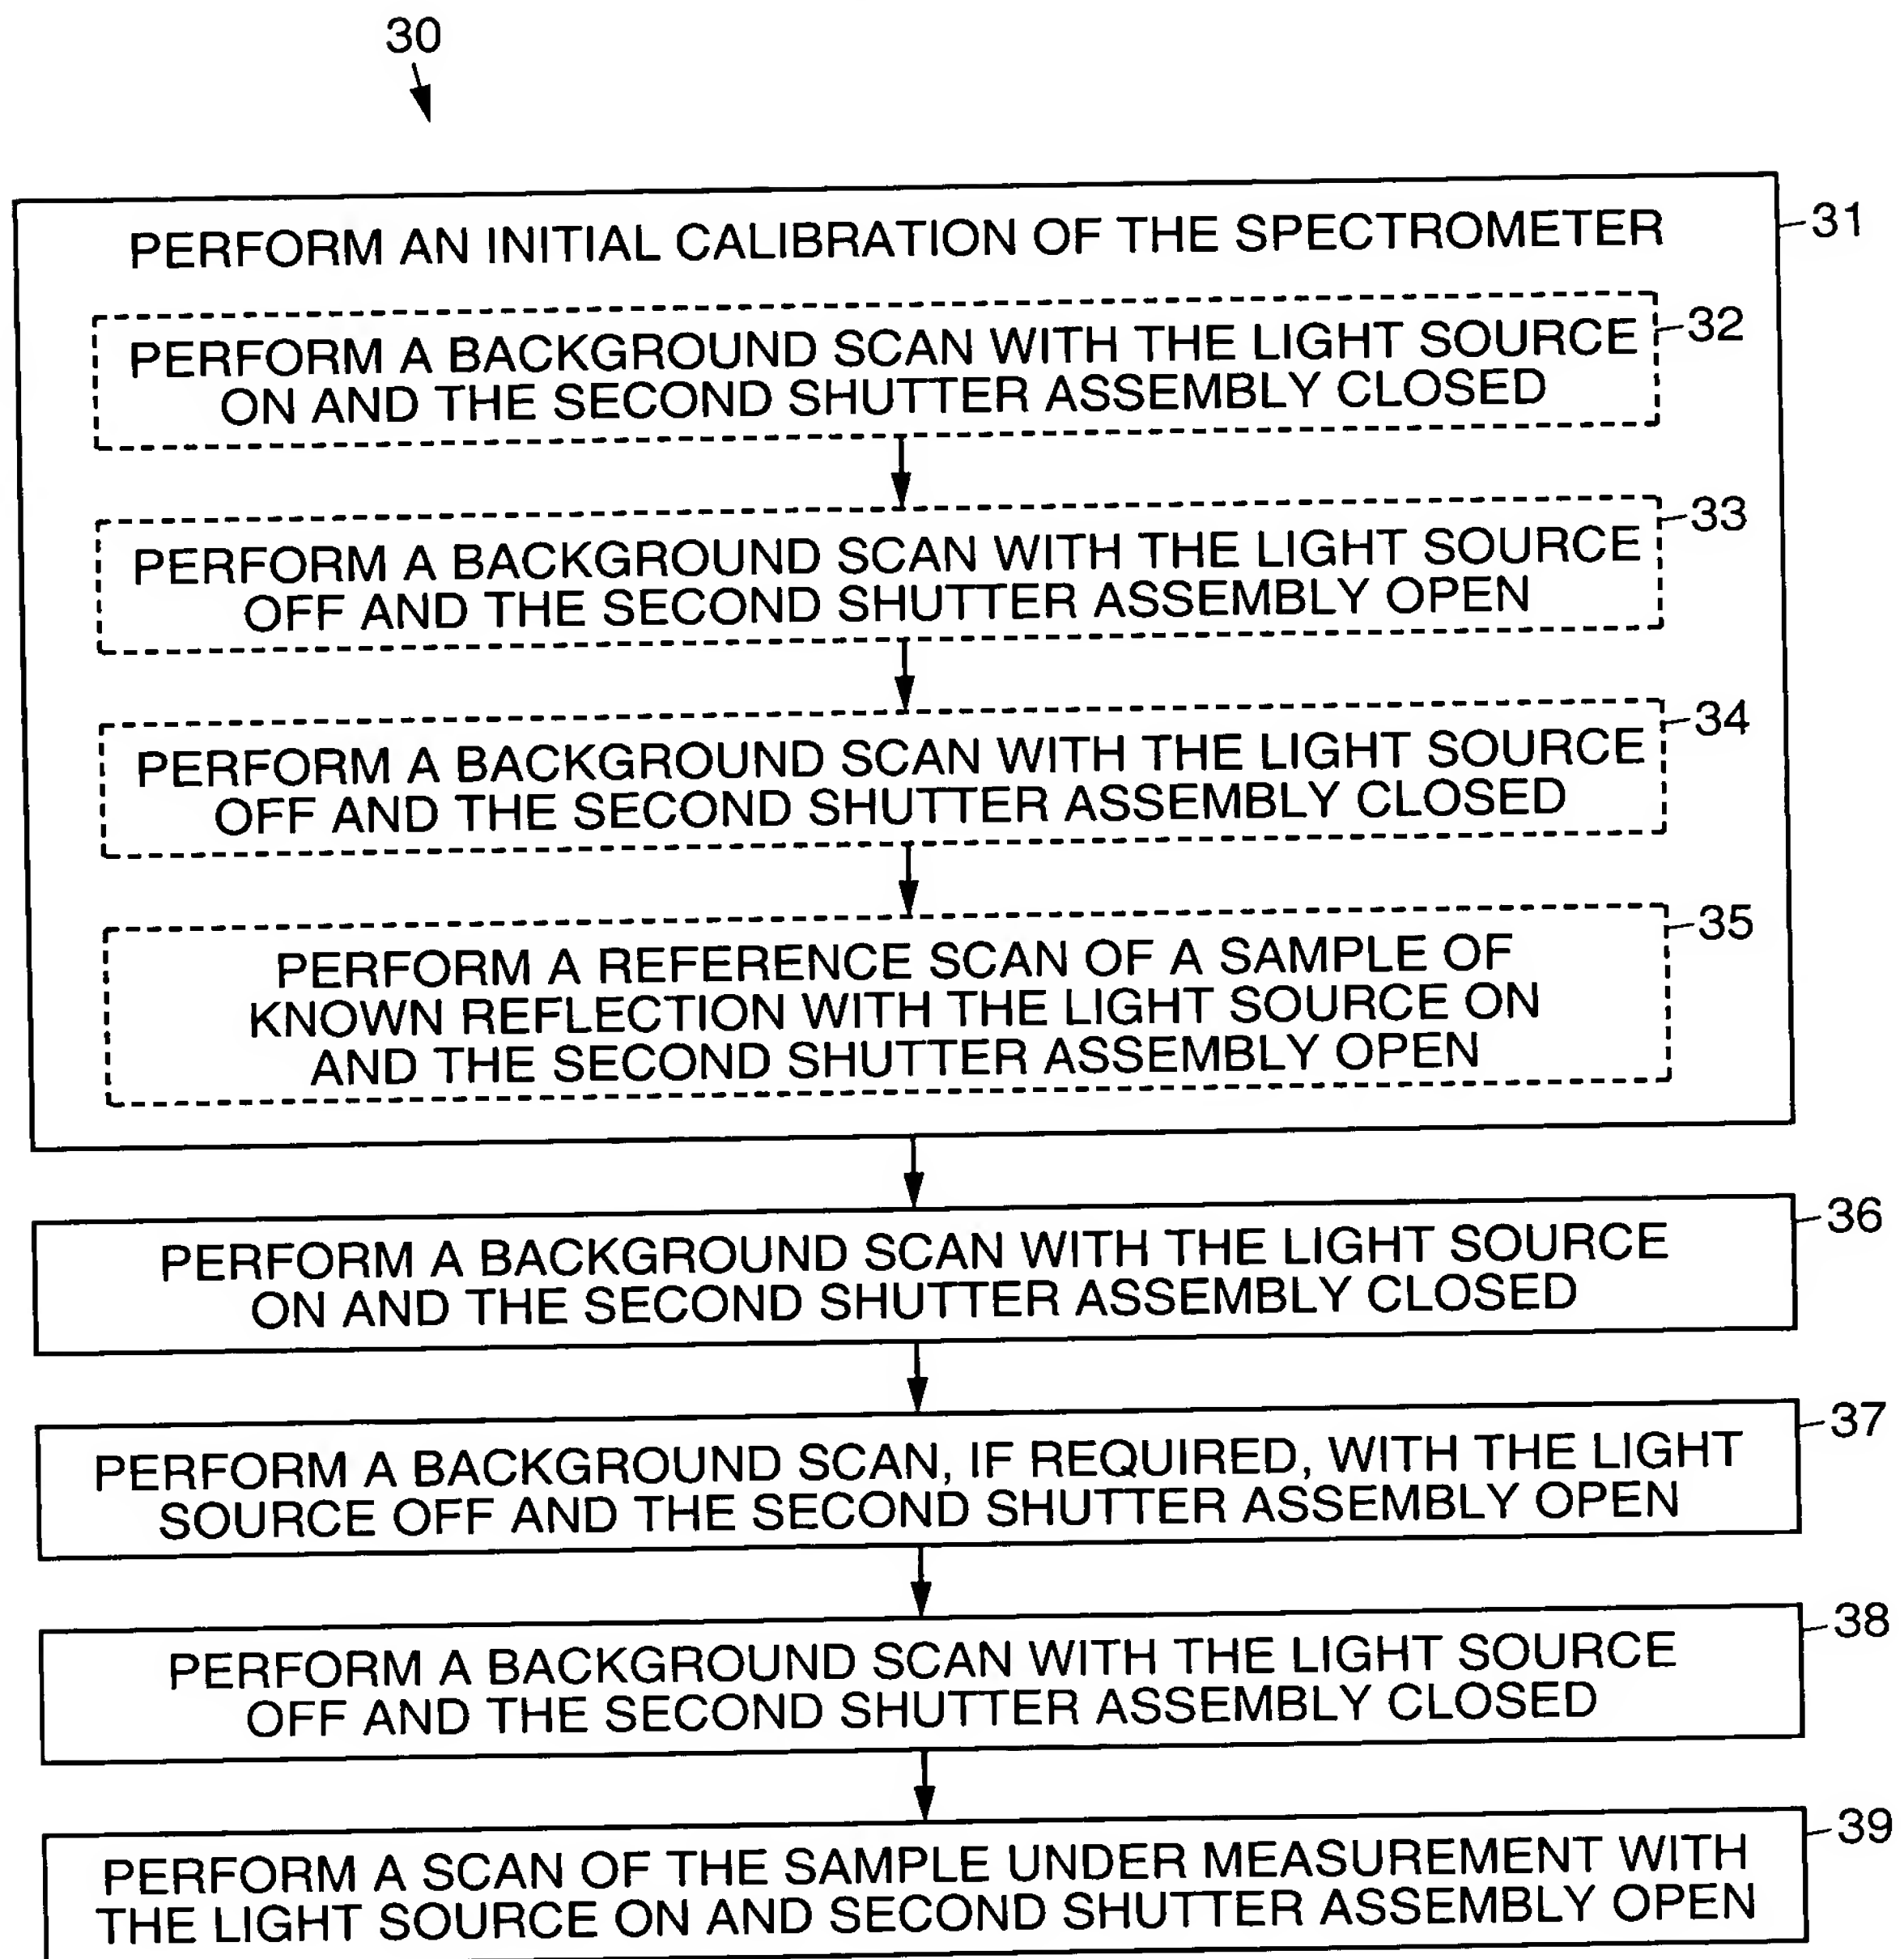 30
PERFORM AN INITIAL CALIBRATION OF THE SPECTROMETER
31
PERFORM A BACKGROUND SCAN WITH THE LIGHT SOURCE
ON AND THE SECOND SHUTTER ASSEMBLY CLOSED
32
PERFORM A BACKGROUND SCAN WITH THE LIGHT SOURCE
OFF AND THE SECOND SHUTTER ASSEMBLY OPEN
33
PERFORM A BACKGROUND SCAN WITH THE LIGHT SOURCE
OFF AND THE SECOND SHUTTER ASSEMBLY CLOSED
34
PERFORM A REFERENCE SCAN OF A SAMPLE OF
KNOWN REFLECTION WITH THE LIGHT SOURCE ON
AND THE SECOND SHUTTER ASSEMBLY OPEN
35
PERFORM A BACKGROUND SCAN WITH THE LIGHT SOURCE
ON AND THE SECOND SHUTTER ASSEMBLY CLOSED
36
PERFORM A BACKGROUND SCAN, IF REQUIRED, WITH THE LIGHT
SOURCE OFF AND THE SECOND SHUTTER ASSEMBLY OPEN
37
PERFORM A BACKGROUND SCAN WITH THE LIGHT SOURCE
OFF AND THE SECOND SHUTTER ASSEMBLY CLOSED
38
PERFORM A SCAN OF THE SAMPLE UNDER MEASUREMENT WITH
THE LIGHT SOURCE ON AND SECOND SHUTTER ASSEMBLY OPEN
39